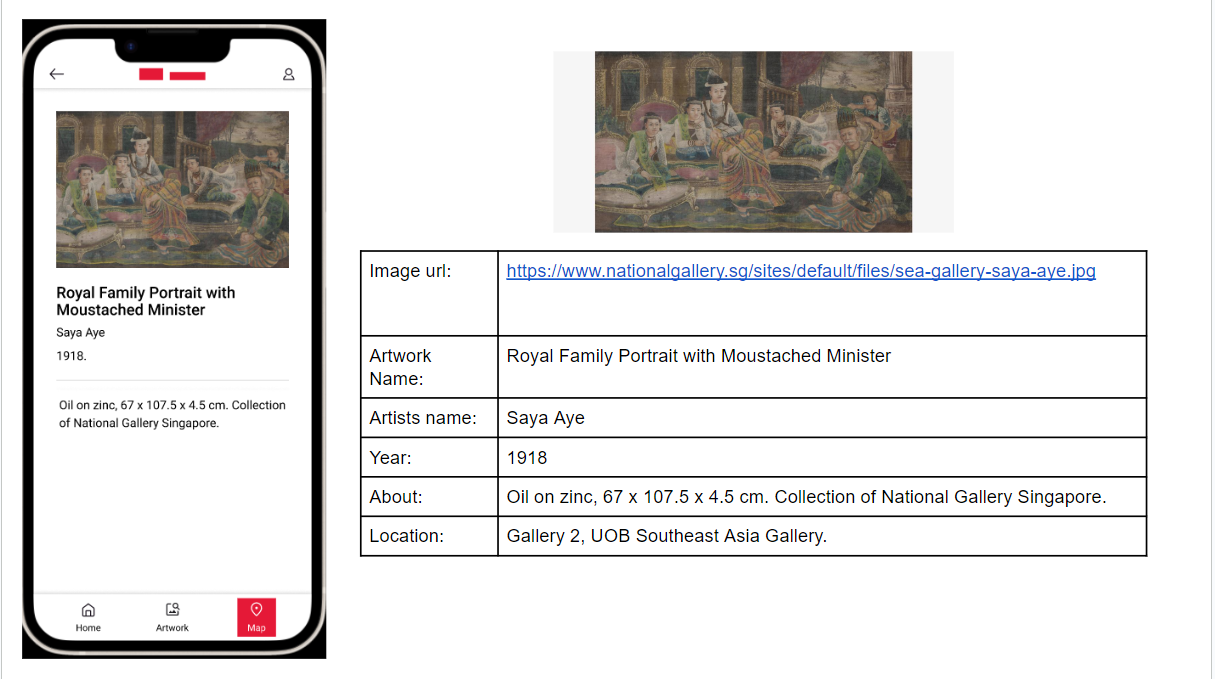 Royal Family Portrait with
Moustached Minister
Saya Aye
1918.
Oil on zinc, 67 x 107.5 x 4.5 cm. Collection
of National Gallery Singapore.
Home
Artwork
Map
Image url:
https://www.nationalgallery.sg/sites/default/files/sea-gallery-saya-aye.jpg
Artwork
Name:
Royal Family Portrait with Moustached Minister
Artists name:
Saya Aye
Year:
1918
About:
Oil on zinc, 67 x 107.5 x 4.5 cm. Collection of National Gallery Singapore.
Location:
Gallery 2, UOB Southeast Asia Gallery.